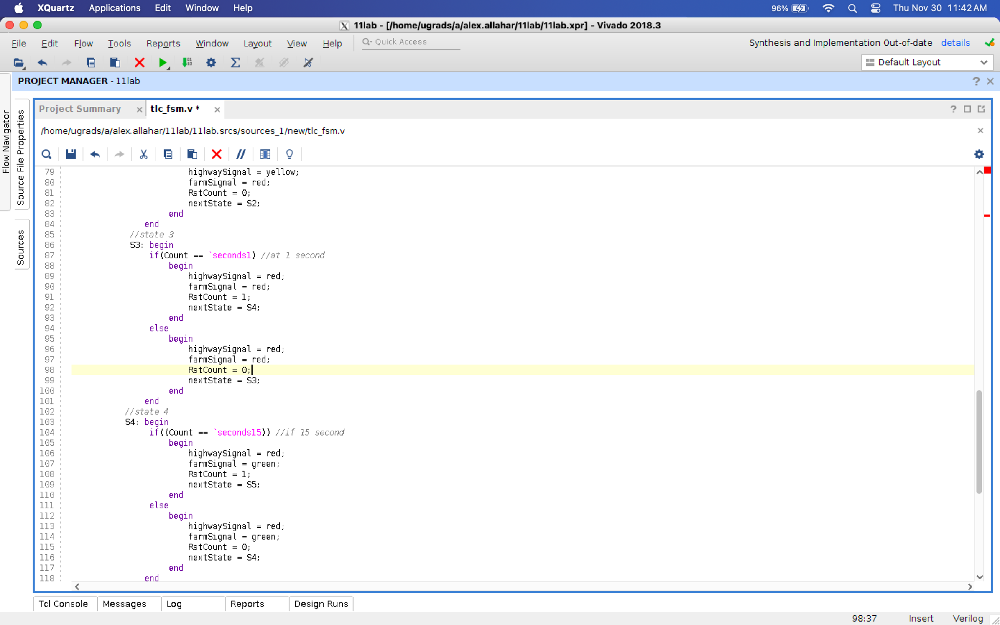 XQuartz Applications Edit Window Help 96% Thu Nov 30 11:42 AM
X 11lab - [/home/ugrads/a/alex.allahar/11lab/11lab.xpr] - Vivado 2018.3
File Edit Flow Tools Reports Window Layout View Help Quick Access Synthesis and Implementation Out-of-date details
Default Layout
PROJECT MANAGER - 11lab
Flow Navigator
Source File Properties
Sources
Project Summary tlc_fsm.v *
/home/ugrads/a/alex.allahar/11lab/11lab.srcs/sources_1/new/tlc_fsm.v
79 highwaySignal = yellow;
80 farmSignal = red;
81 RstCount = 0;
82 nextState = S2;
83 end
84 end
85 //state 3
86 S3: begin
87 if(Count == `seconds1) //at 1 second
88 begin
89 highwaySignal = red;
90 farmSignal = red;
91 RstCount = 1;
92 nextState = S4;
93 end
94 else
95 begin
96 highwaySignal = red;
97 farmSignal = red;
98 RstCount = 0;
99 nextState = S3;
100 end
101 end
102 //state 4
103 S4: begin
104 if((Count == `seconds15)) //if 15 second
105 begin
106 highwaySignal = red;
107 farmSignal = green;
108 RstCount = 1;
109 nextState = S5;
110 end
111 else
112 begin
113 highwaySignal = red;
114 farmSignal = green;
115 RstCount = 0;
116 nextState = S4;
117 end
118 end
Tcl Console Messages Log Reports Design Runs
98:37 Insert Verilog